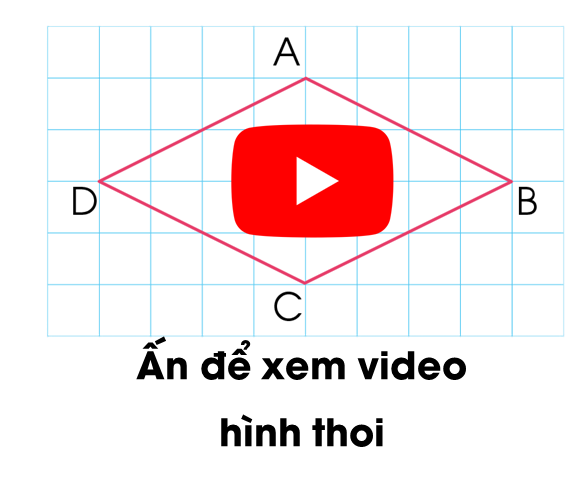 A
D
B
C
Ấn để xem video
hình thoi